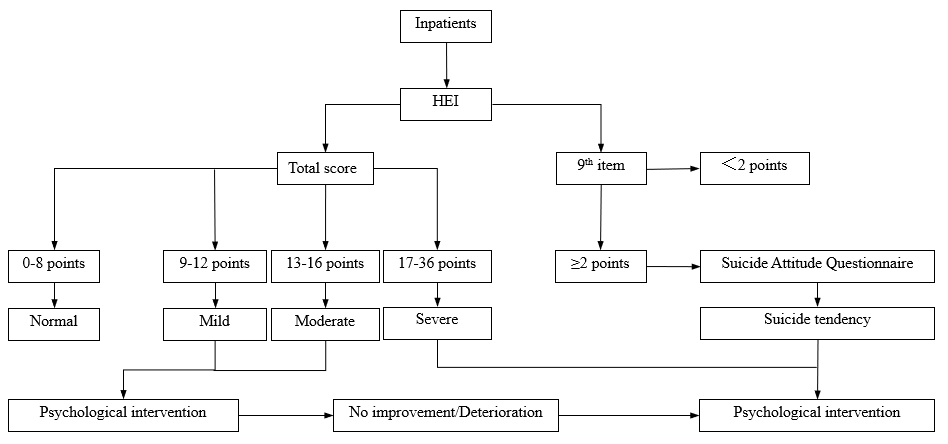 Inpatients
HEI
Total score
9th item
＜2 points
0-8 points
9-12 points
13-16 points
17-36 points
≥2 points
Suicide Attitude Questionnaire
Normal
Mild
Moderate
Severe
Suicide tendency
Psychological intervention
No improvement/Deterioration
Psychological intervention